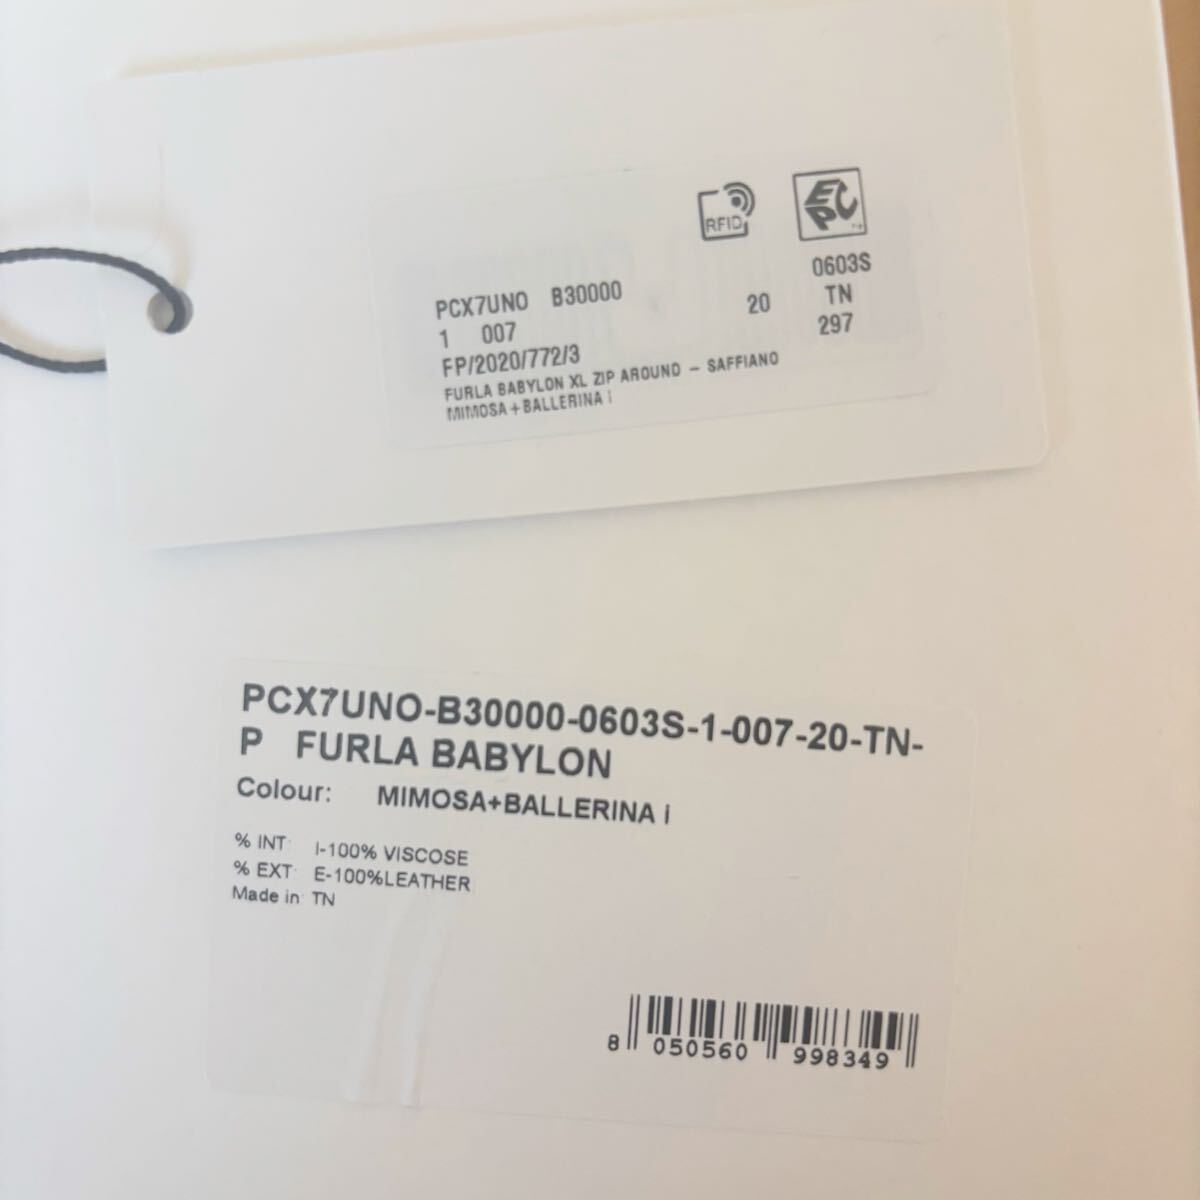 RFID
EPC
0603S
PCX7UNO B30000 20 TN
1 007 297
FP/2020/772/3
FURLA BABYLON XL ZIP AROUND - SAFFIANO
MIMOSA+BALLERINA i
PCX7UNO-B30000-0603S-1-007-20-TN-
P FURLA BABYLON
Colour: MIMOSA+BALLERINA i
% INT: I-100% VISCOSE
% EXT: E-100%LEATHER
Made in: TN
8 050560 998349